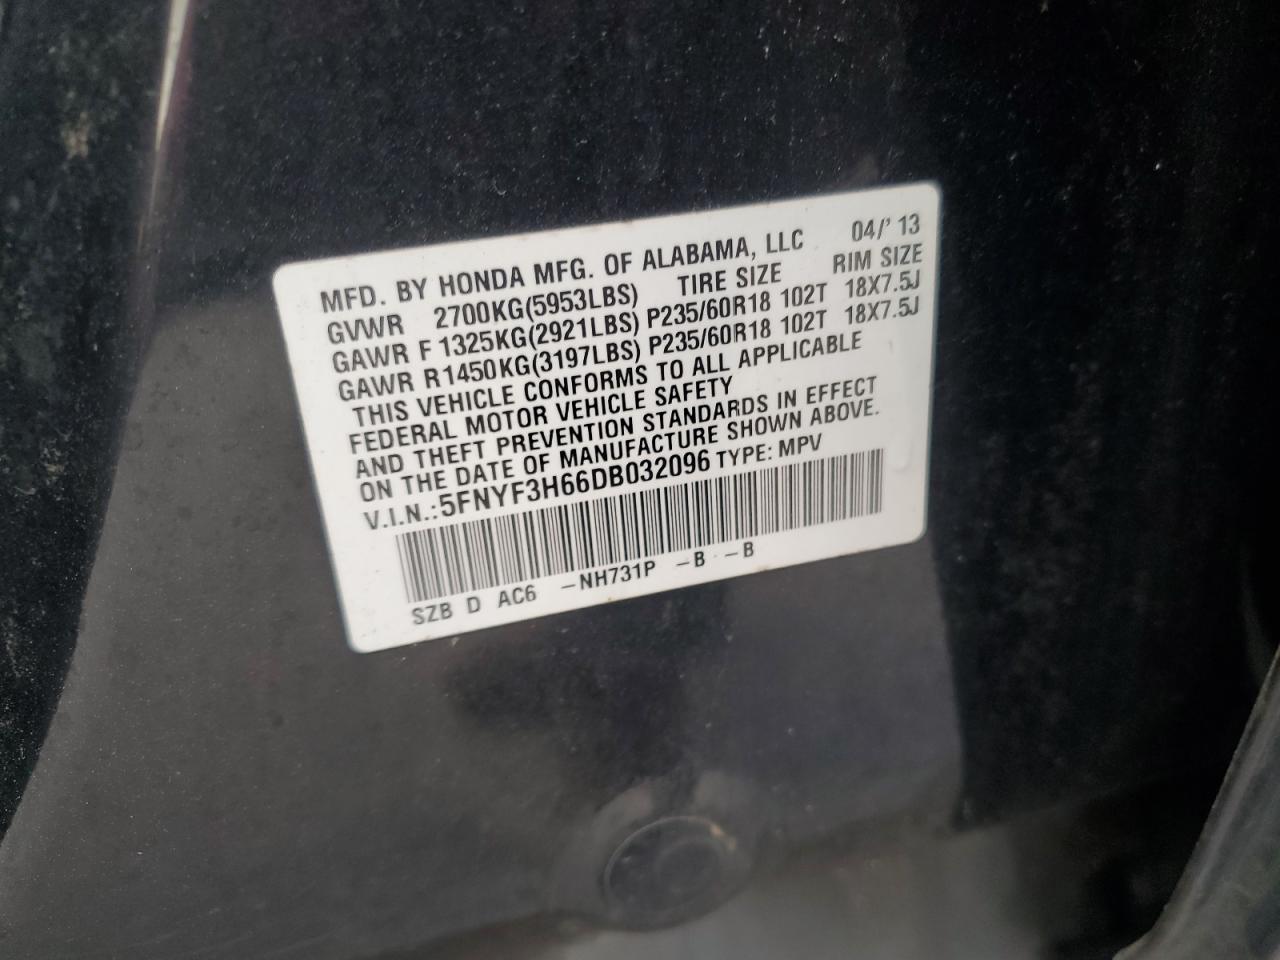 MFD. BY HONDA MFG. OF ALABAMA, LLC 04/' 13
GVWR 2700KG(5953LBS) TIRE SIZE RIM SIZE
GAWR F 1325KG(2921LBS) P235/60R18 102T 18X7.5J
GAWR R1450KG(3197LBS) P235/60R18 102T 18X7.5J
THIS VEHICLE CONFORMS TO ALL APPLICABLE
FEDERAL MOTOR VEHICLE SAFETY
AND THEFT PREVENTION STANDARDS IN EFFECT
ON THE DATE OF MANUFACTURE SHOWN ABOVE.
V.I.N.:5FNYF3H66DB032096 TYPE: MPV
SZB D AC6 -NH731P -B -B